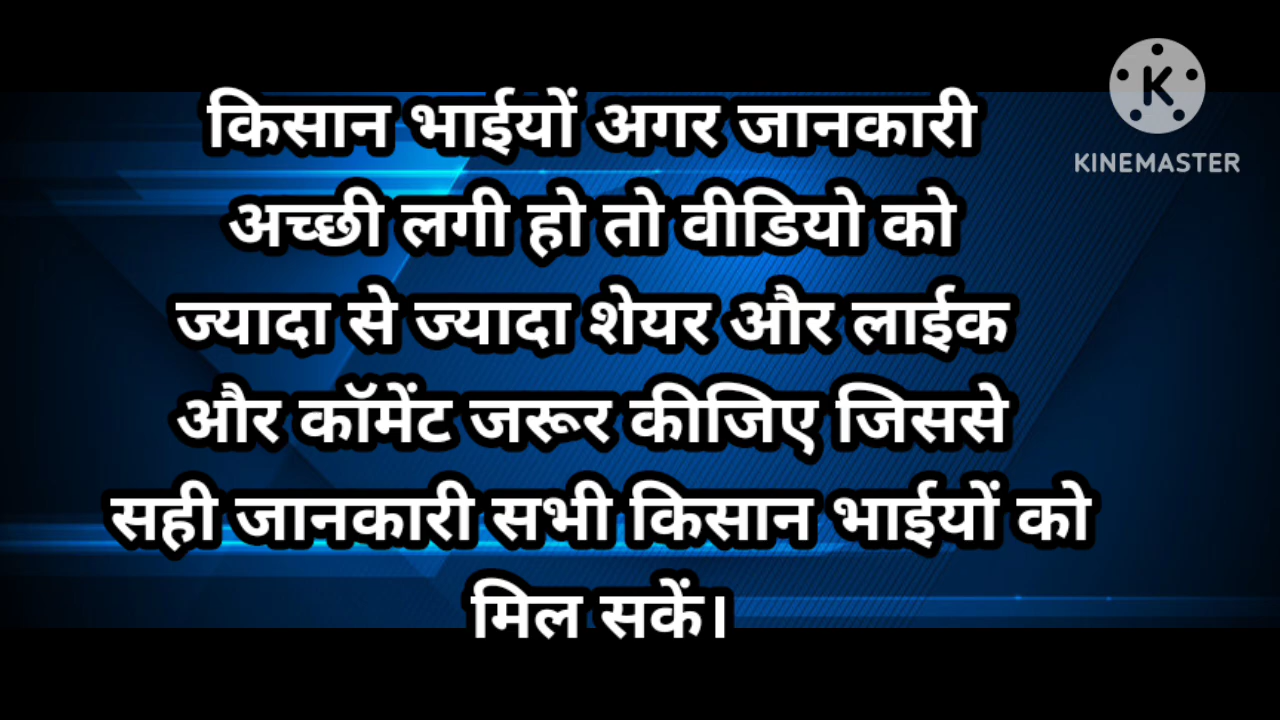 किसान भाईयों अगर जानकारी
अच्छी लगी हो तो वीडियो को
ज्यादा से ज्यादा शेयर और लाईक
और कॉमेंट जरूर कीजिए जिससे
सही जानकारी सभी किसान भाईयों को
मिल सकें।
K
KINEMASTER